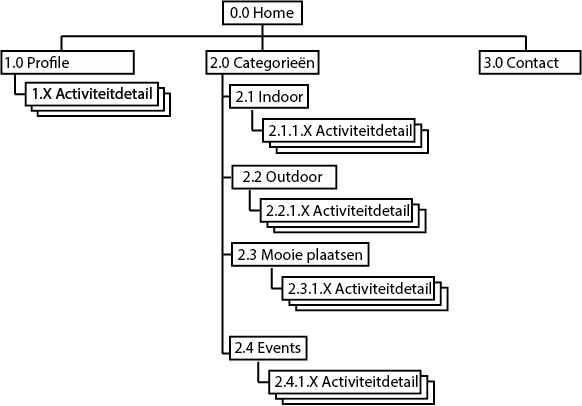 0.0 Home
1.0 Profile
2.0 Categorieën
3.0 Contact
1.X Activiteitdetail
2.1 Indoor
2.1.1.X Activiteitdetail
2.2 Outdoor
2.2.1.X Activiteitdetail
2.3 Mooie plaatsen
2.3.1.X Activiteitdetail
2.4 Events
2.4.1.X Activiteitdetail